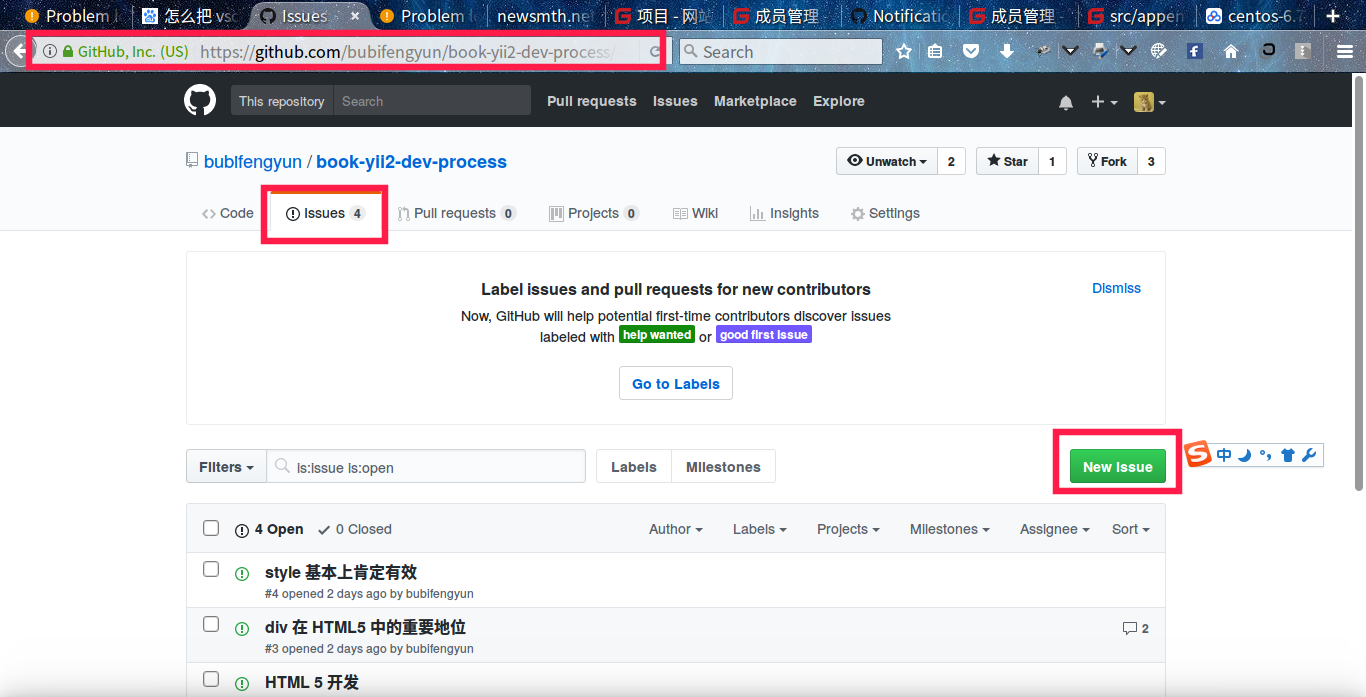 Problem l 怎么把 vsc Issues Problem l newsmth.ne 项目 - 网站 成员管理 Notificatio 成员管理 - src/appen centos-6.7
GitHub, Inc. (US) https://github.com/bubifengyun/book-yii2-dev-process/ Search
This repository Search Pull requests Issues Marketplace Explore
bubifengyun / book-yii2-dev-process Unwatch 2 Star 1 Fork 3
Code Issues 4 Pull requests 0 Projects 0 Wiki Insights Settings
Label issues and pull requests for new contributors Dismiss
Now, GitHub will help potential first-time contributors discover issues
labeled with help wanted or good first issue
Go to Labels
Filters is:issue is:open Labels Milestones New issue 中
4 Open 0 Closed Author Labels Projects Milestones Assignee Sort
style 基本上肯定有效
#4 opened 2 days ago by bubifengyun
div 在 HTML5 中的重要地位 2
#3 opened 2 days ago by bubifengyun
HTML 5 开发